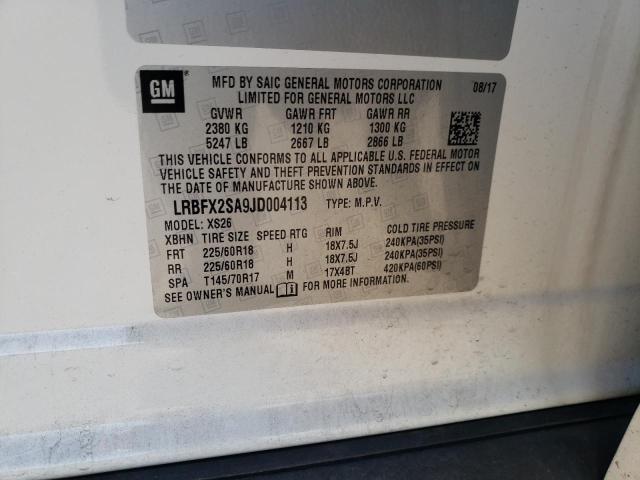 GM
MFD BY SAIC GENERAL MOTORS CORPORATION 08/17
LIMITED FOR GENERAL MOTORS LLC
GVWR GAWR FRT GAWR RR
2380 KG 1210 KG 1300 KG
5247 LB 2667 LB 2866 LB
THIS VEHICLE CONFORMS TO ALL APPLICABLE U.S. FEDERAL MOTOR
VEHICLE SAFETY AND THEFT PREVENTION STANDARDS IN EFFECT ON
THE DATE OF MANUFACTURE SHOWN ABOVE.
LRBFX2SA9JD004113 TYPE: M.P.V.
MODEL: XS26
XBHN TIRE SIZE SPEED RTG RIM COLD TIRE PRESSURE
FRT 225/60R18 H 18X7.5J 240KPA(35PSI)
RR 225/60R18 H 18X7.5J 240KPA(35PSI)
SPA T145/70R17 M 17X4BT 420KPA(60PSI)
SEE OWNER'S MANUAL FOR MORE INFORMATION.